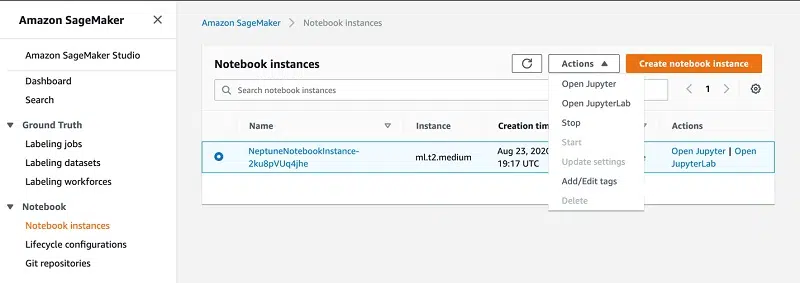 Amazon SageMaker
Amazon SageMaker Studio
Dashboard
Search
Ground Truth
Labeling jobs
Labeling datasets
Labeling workforces
Notebook
Notebook instances
Lifecycle configurations
Git repositories
Amazon SageMaker > Notebook instances
Notebook instances
Actions
Create notebook instance
Search notebook instances
1
Open Jupyter
Open JupyterLab
Stop
Start
Update settings
Add/Edit tags
Delete
Name
Instance
Creation tim
Actions
NeptuneNotebookInstance-
2ku8pVUq4jhe
ml.t2.medium
Aug 23, 2020
19:17 UTC
Open Jupyter | Open
JupyterLab